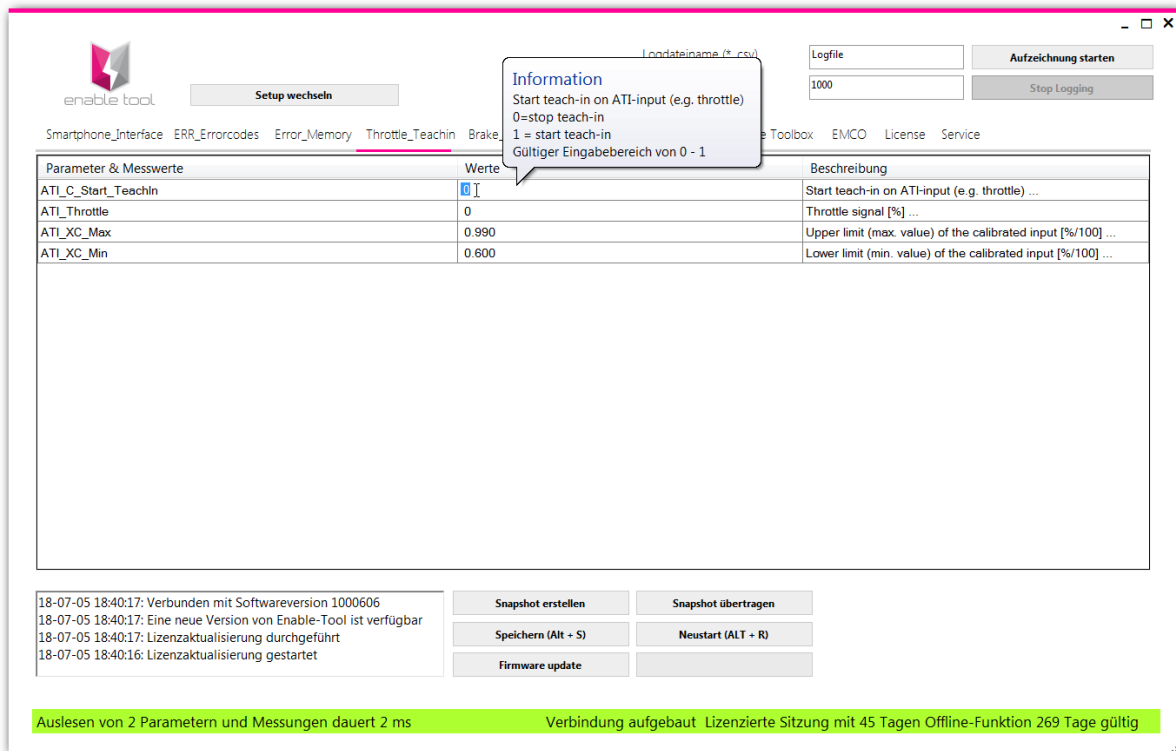 Logdateiname (*.csv)
Logfile
Aufzeichnung starten
enable tool
Setup wechseln
1000
Stop Logging
Information
Start teach-in on ATI-input (e.g. throttle)
0=stop teach-in
1 = start teach-in
Gültiger Eingabebereich von 0 - 1
Smartphone_Interface ERR_Errorcodes Error_Memory Throttle_Teachin Brake_ Toolbox EMCO License Service
Parameter & Messwerte Werte Beschreibung
ATI_C_Start_TeachIn 0 Start teach-in on ATI-input (e.g. throttle) ...
ATI_Throttle 0 Throttle signal [%] ...
ATI_XC_Max 0.990 Upper limit (max. value) of the calibrated input [%/100] ...
ATI_XC_Min 0.600 Lower limit (min. value) of the calibrated input [%/100] ...
18-07-05 18:40:17: Verbunden mit Softwareversion 1000606
18-07-05 18:40:17: Eine neue Version von Enable-Tool ist verfügbar
18-07-05 18:40:17: Lizenzaktualisierung durchgeführt
18-07-05 18:40:16: Lizenzaktualisierung gestartet
Snapshot erstellen Snapshot übertragen
Speichern (Alt + S) Neustart (ALT + R)
Firmware update
Auslesen von 2 Parametern und Messungen dauert 2 ms Verbindung aufgebaut Lizenzierte Sitzung mit 45 Tagen Offline-Funktion 269 Tage gültig